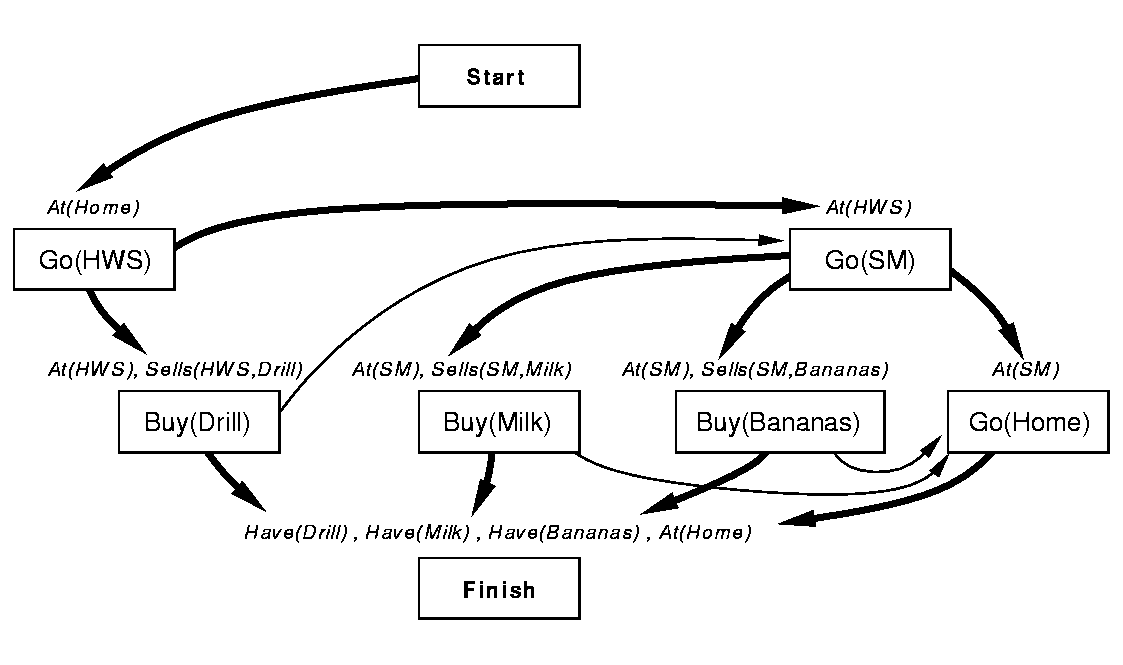 Start
At(Home)
At(HWS)
Go(HWS)
Go(SM)
At(HWS), Sells(HWS,Drill)
At(SM), Sells(SM,Milk)
At(SM), Sells(SM,Bananas)
At(SM)
Buy(Drill)
Buy(Milk)
Buy(Bananas)
Go(Home)
Have(Drill) , Have(Milk) , Have(Bananas) , At(Home)
Finish